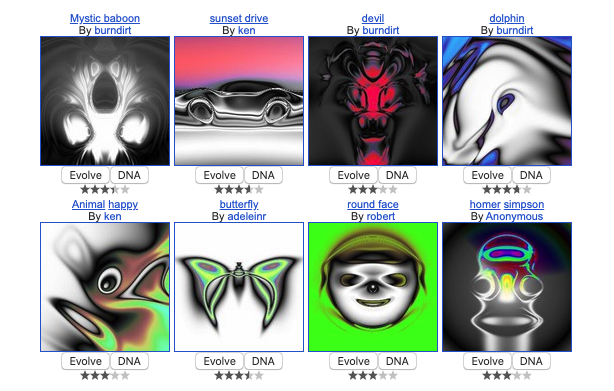 Mystic baboon
By burndirt
sunset drive
By ken
devil
By burndirt
dolphin
By burndirt
Evolve DNA
Evolve DNA
Evolve DNA
Evolve DNA
Animal happy
By ken
butterfly
By adeleinr
round face
By robert
homer simpson
By Anonymous
Evolve DNA
Evolve DNA
Evolve DNA
Evolve DNA